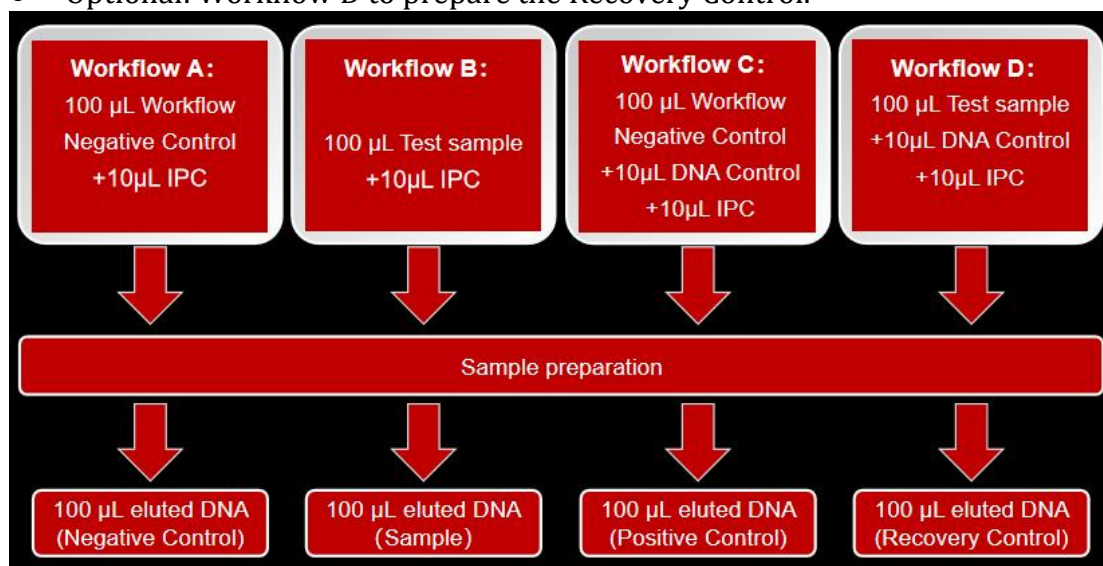 Optional: Workflow D to prepare the Recovery Control.
Workflow A:
100 µL Workflow
Negative Control
+10µL IPC
Workflow B:
100 µL Test sample
+10µL IPC
Workflow C:
100 µL Workflow
Negative Control
+10µL DNA Control
+10µL IPC
Workflow D:
100 µL Test sample
+10µL DNA Control
+10µL IPC
Sample preparation
100 µL eluted DNA
(Negative Control)
100 µL eluted DNA
(Sample)
100 µL eluted DNA
(Positive Control)
100 µL eluted DNA
(Recovery Control)